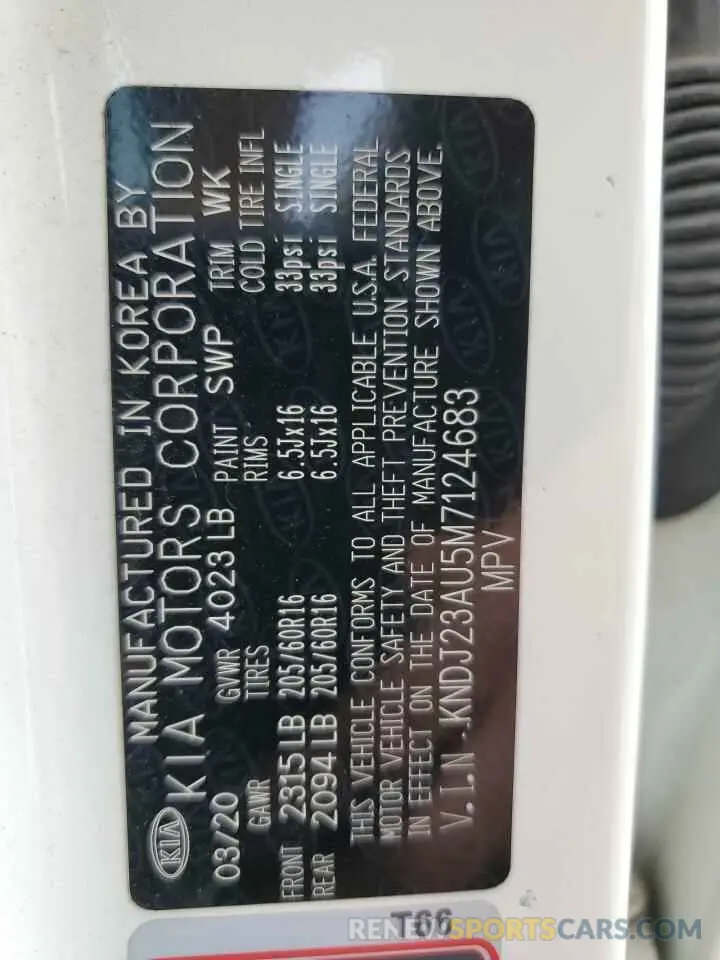 MANUFACTURED IN KOREA BY
KIA KIA MOTORS CORPORATION
03/20 GVWR 4023 LB PAINT SWP TRIM WK
GAWR TIRES RIMS COLD TIRE INFL
FRONT 2315 LB 205/60R16 6.5Jx16 33psi SINGLE
REAR 2094 LB 205/60R16 6.5Jx16 33psi SINGLE
THIS VEHICLE CONFORMS TO ALL APPLICABLE U.S.A. FEDERAL
MOTOR VEHICLE SAFETY AND THEFT PREVENTION STANDARDS
IN EFFECT ON THE DATE OF MANUFACTURE SHOWN ABOVE.
V.I.N - KNDJ23AU5M7124683
MPV
T66
RENEWSPORTSCARS.COM